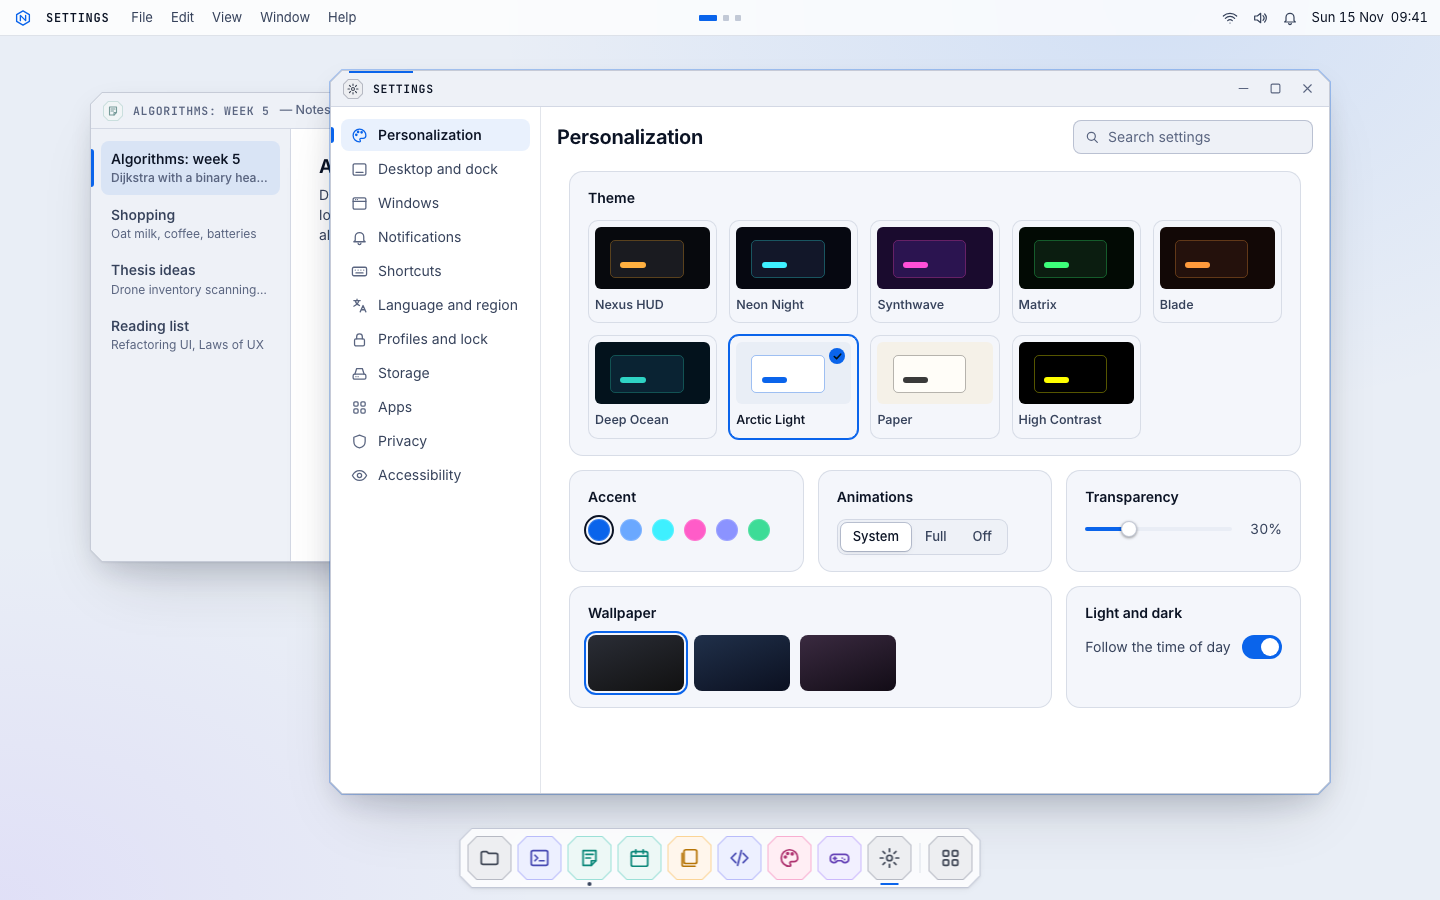 SETTINGS File Edit View Window Help
Sun 15 Nov 09:41
ALGORITHMS: WEEK 5 — Notes
Algorithms: week 5
Dijkstra with a binary hea...
Shopping
Oat milk, coffee, batteries
Thesis ideas
Drone inventory scanning...
Reading list
Refactoring UI, Laws of UX
SETTINGS
Personalization
Desktop and dock
Windows
Notifications
Shortcuts
Language and region
Profiles and lock
Storage
Apps
Privacy
Accessibility
Personalization
Search settings
Theme
Nexus HUD
Neon Night
Synthwave
Matrix
Blade
Deep Ocean
Arctic Light
Paper
High Contrast
Accent
Animations
System Full Off
Transparency
30%
Wallpaper
Light and dark
Follow the time of day